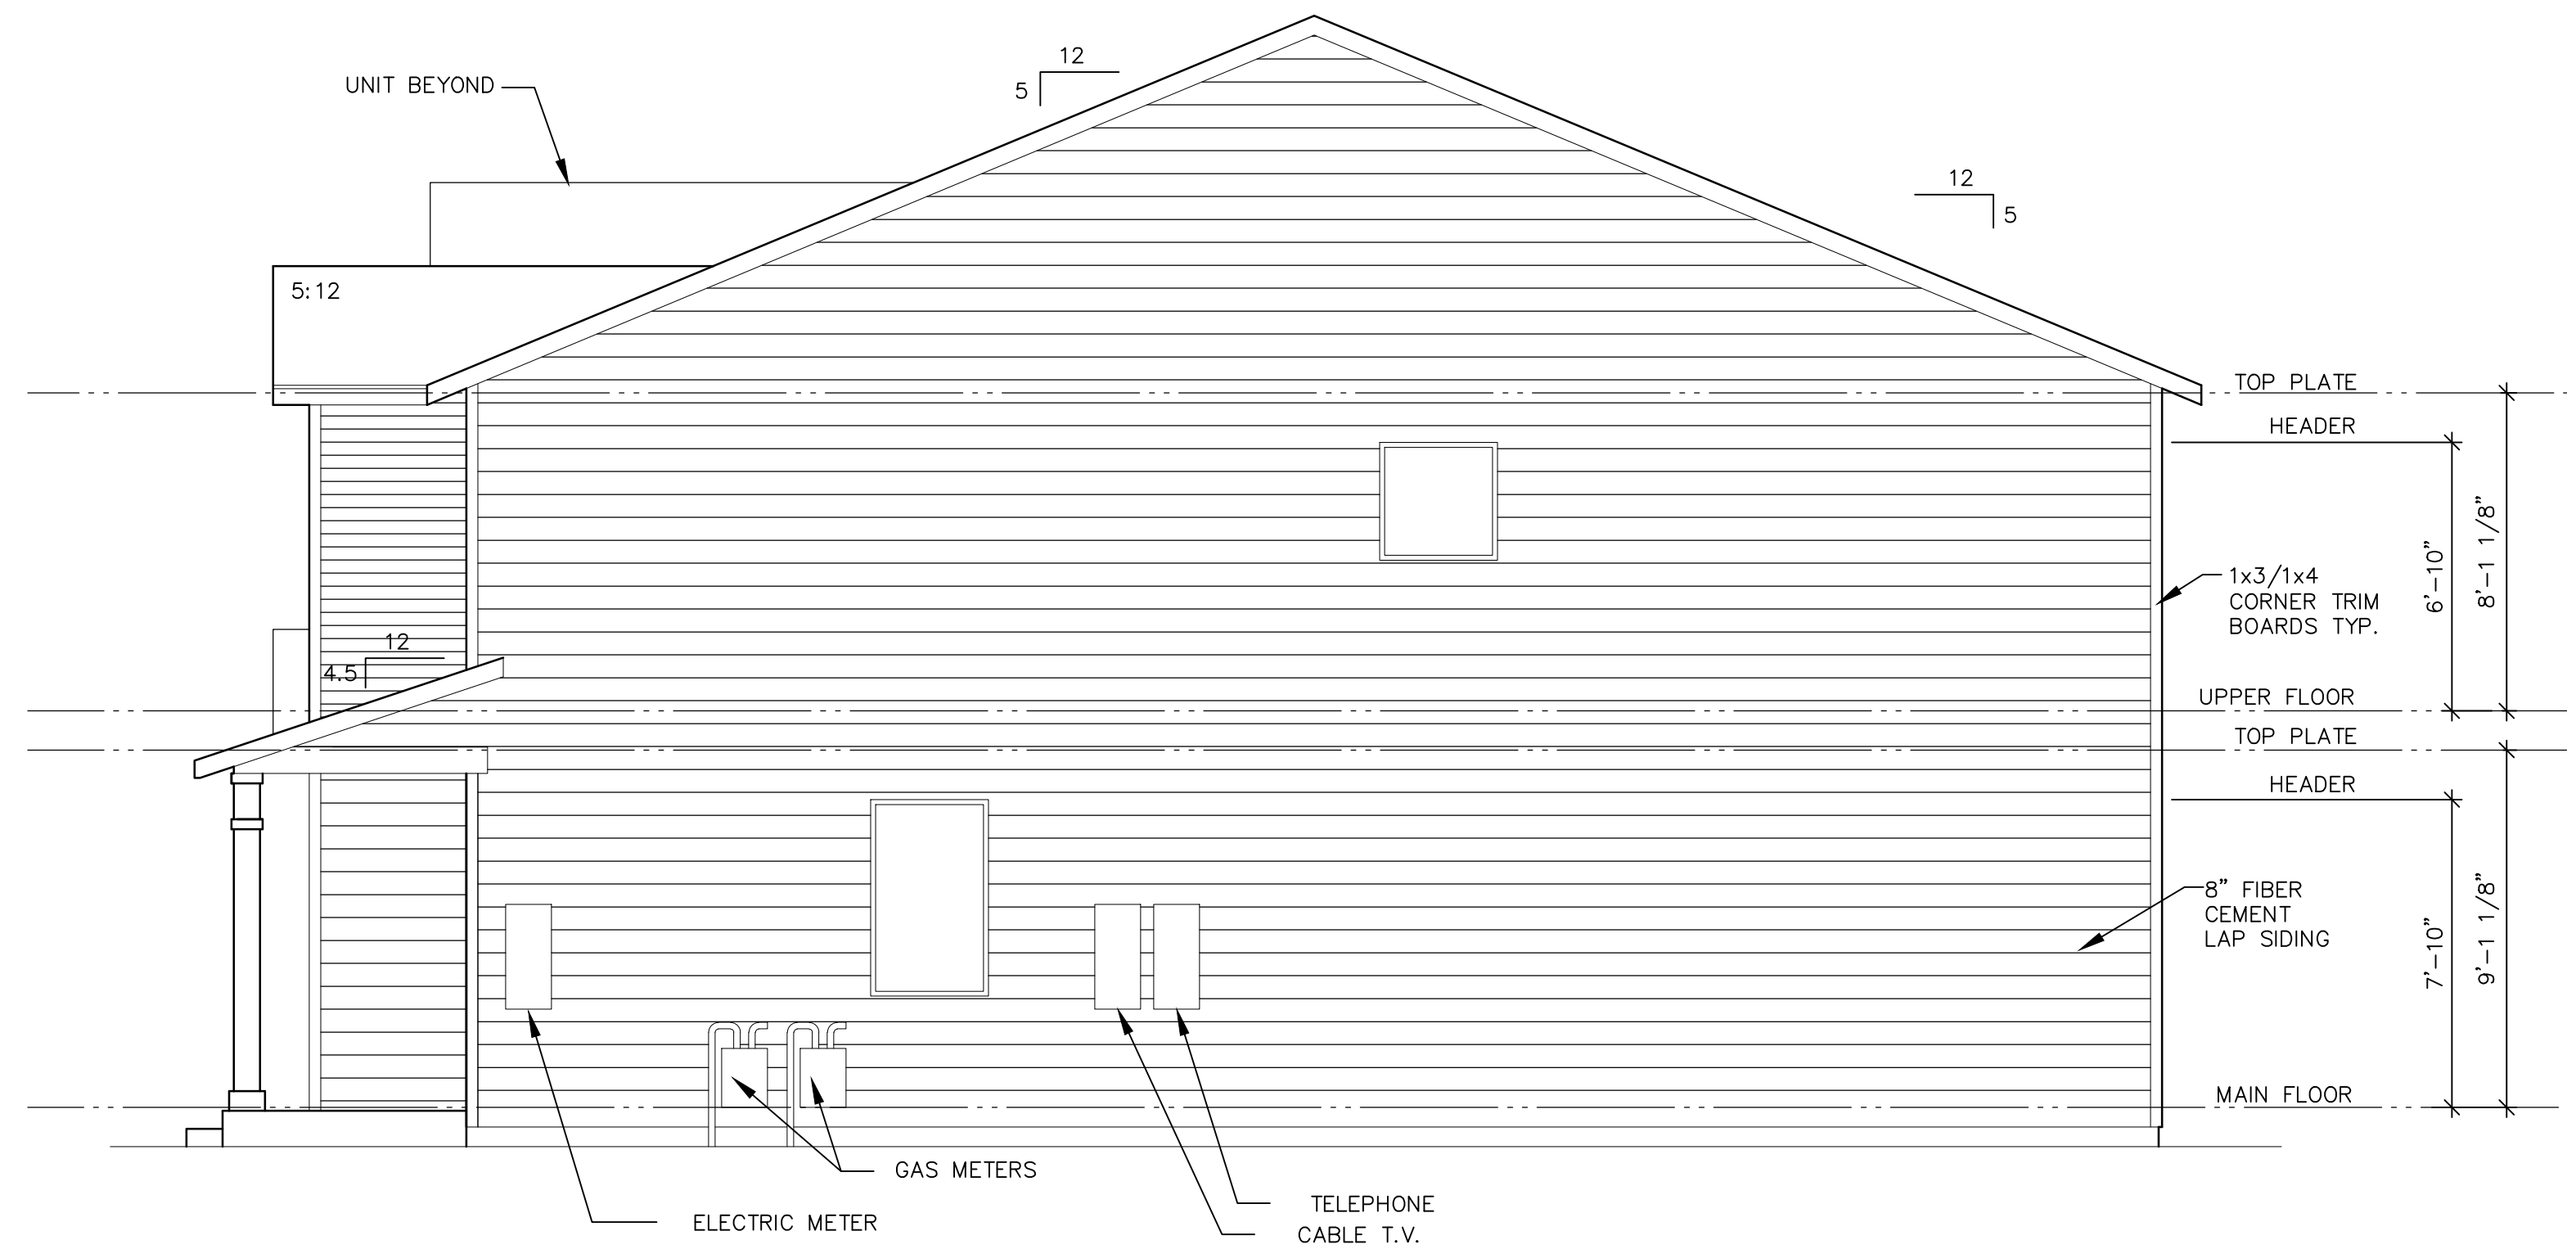 12
5
UNIT BEYOND
12
5
5:12
TOP PLATE
HEADER
6'-10"
8'-1 1/8"
1x3/1x4
CORNER TRIM
BOARDS TYP.
12
4.5
UPPER FLOOR
TOP PLATE
HEADER
8" FIBER
CEMENT
LAP SIDING
7'-10"
9'-1 1/8"
MAIN FLOOR
GAS METERS
TELEPHONE
ELECTRIC METER
CABLE T.V.